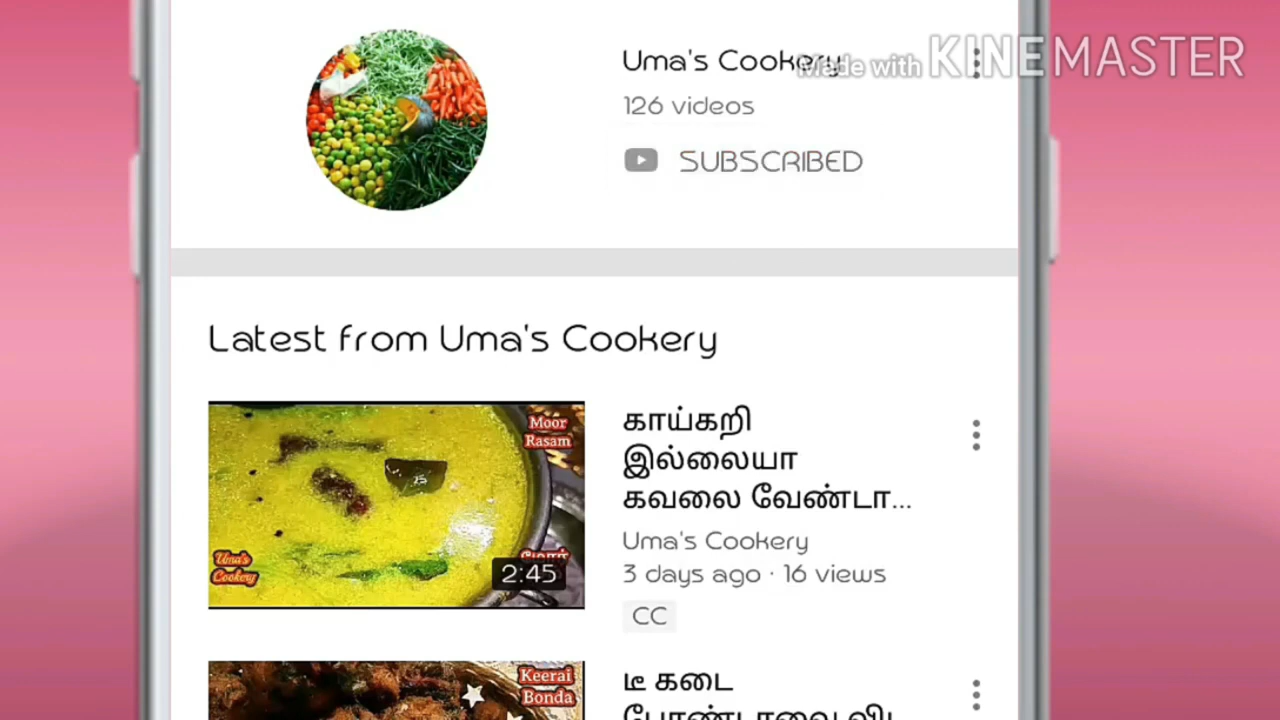 Uma's Cookery
Made with KINEMASTER
126 videos
SUBSCRIBED
Latest from Uma's Cookery
Moor
Rasam
Uma's
Cookery
மோர்
2:45
காய்கறி
இல்லையா
கவலை வேண்டா...
Uma's Cookery
3 days ago · 16 views
CC
Keerai
Bonda
டீ கடை